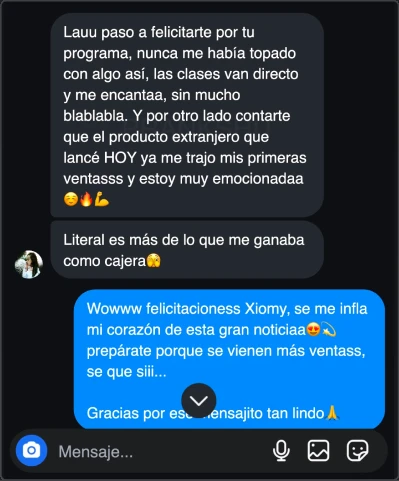 Lauu paso a felicitarte por tu
programa, nunca me había topado
con algo así, las clases van directo
y me encantaa, sin mucho
blablabla. Y por otro lado contarte
que el producto extranjero que
lancé HOY ya me trajo mis primeras
ventasss y estoy muy emocionadaa
☺️🔥💪
Literal es más de lo que me ganaba
como cajera🫣
Wowww felicitacioness Xiomy, se me infla
mi corazón de esta gran noticiaa😍💫
prepárate porque se vienen más ventass,
se que siii...
Gracias por ese mensajito tan lindo🙏
Mensaje...